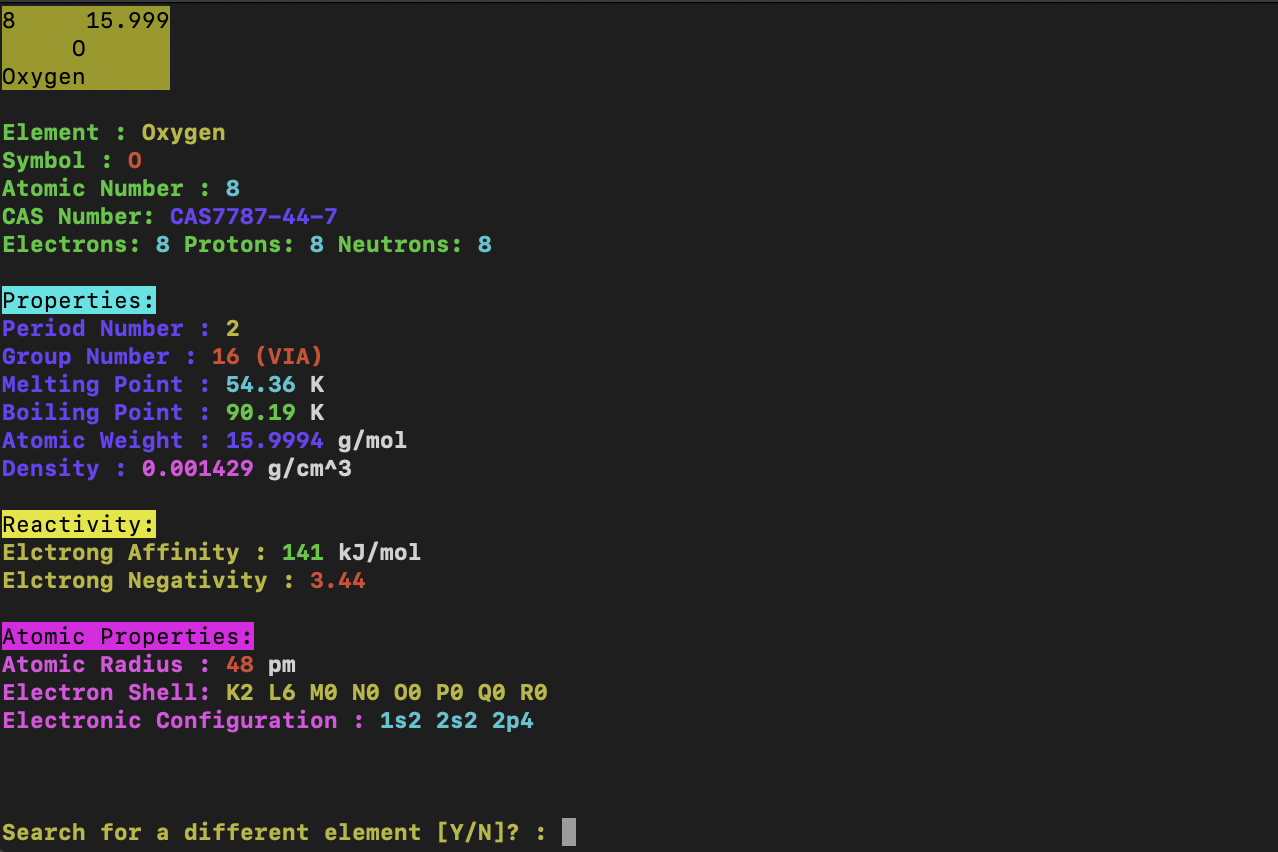 8 15.999
O
Oxygen
Element : Oxygen
Symbol : O
Atomic Number : 8
CAS Number: CAS7787-44-7
Electrons: 8 Protons: 8 Neutrons: 8
Properties:
Period Number : 2
Group Number : 16 (VIA)
Melting Point : 54.36 K
Boiling Point : 90.19 K
Atomic Weight : 15.9994 g/mol
Density : 0.001429 g/cm^3
Reactivity:
Elctrong Affinity : 141 kJ/mol
Elctrong Negativity : 3.44
Atomic Properties:
Atomic Radius : 48 pm
Electron Shell: K2 L6 M0 N0 O0 P0 Q0 R0
Electronic Configuration : 1s2 2s2 2p4
Search for a different element [Y/N]? :